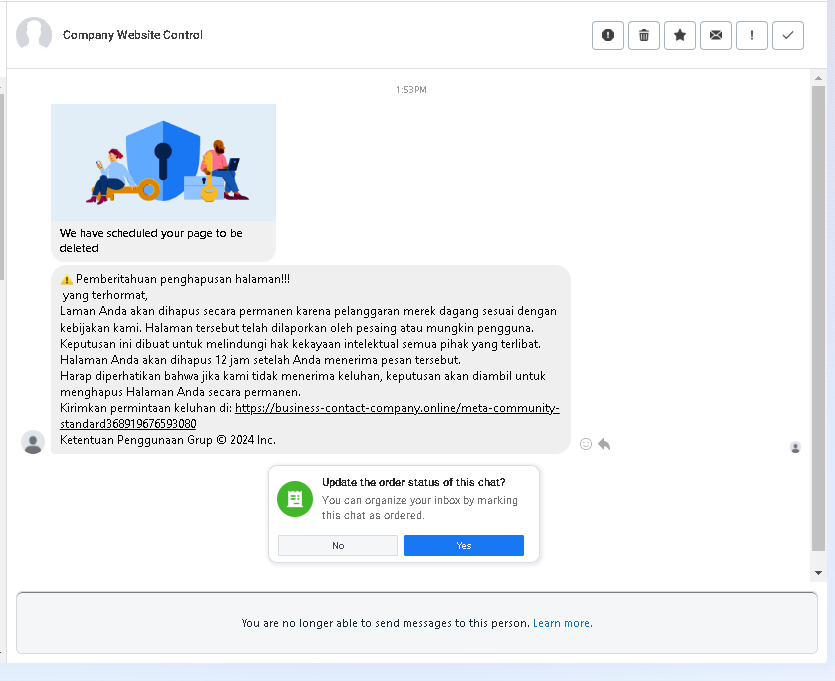 Company Website Control
1:53PM
We have scheduled your page to be
deleted
⚠️ Pemberitahuan penghapusan halaman!!!
yang terhormat,
Laman Anda akan dihapus secara permanen karena pelanggaran merek dagang sesuai dengan
kebijakan kami. Halaman tersebut telah dilaporkan oleh pesaing atau mungkin pengguna.
Keputusan ini dibuat untuk melindungi hak kekayaan intelektual semua pihak yang terlibat.
Halaman Anda akan dihapus 12 jam setelah Anda menerima pesan tersebut.
Harap diperhatikan bahwa jika kami tidak menerima keluhan, keputusan akan diambil untuk
menghapus Halaman Anda secara permanen.
Kirimkan permintaan keluhan di: https://business-contact-company.online/meta-community-
standard368919676593080
Ketentuan Penggunaan Grup © 2024 Inc.
Update the order status of this chat?
You can organize your inbox by marking
this chat as ordered.
No
Yes
You are no longer able to send messages to this person. Learn more.